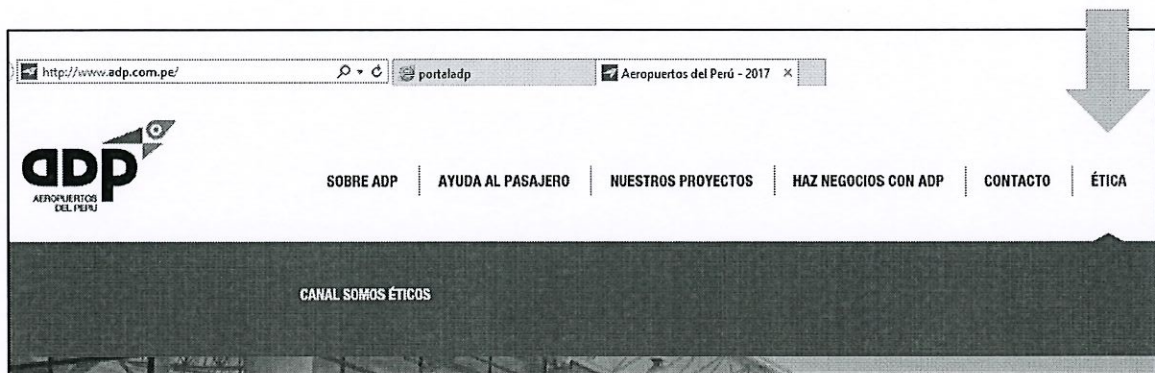 http://www.adp.com.pe/
portaladp
Aeropuertos del Perú - 2017 ×
adp
AEROPUERTOS
DEL PERU
SOBRE ADP
AYUDA AL PASAJERO
NUESTROS PROYECTOS
HAZ NEGOCIOS CON ADP
CONTACTO
ÉTICA
CANAL SOMOS ÉTICOS